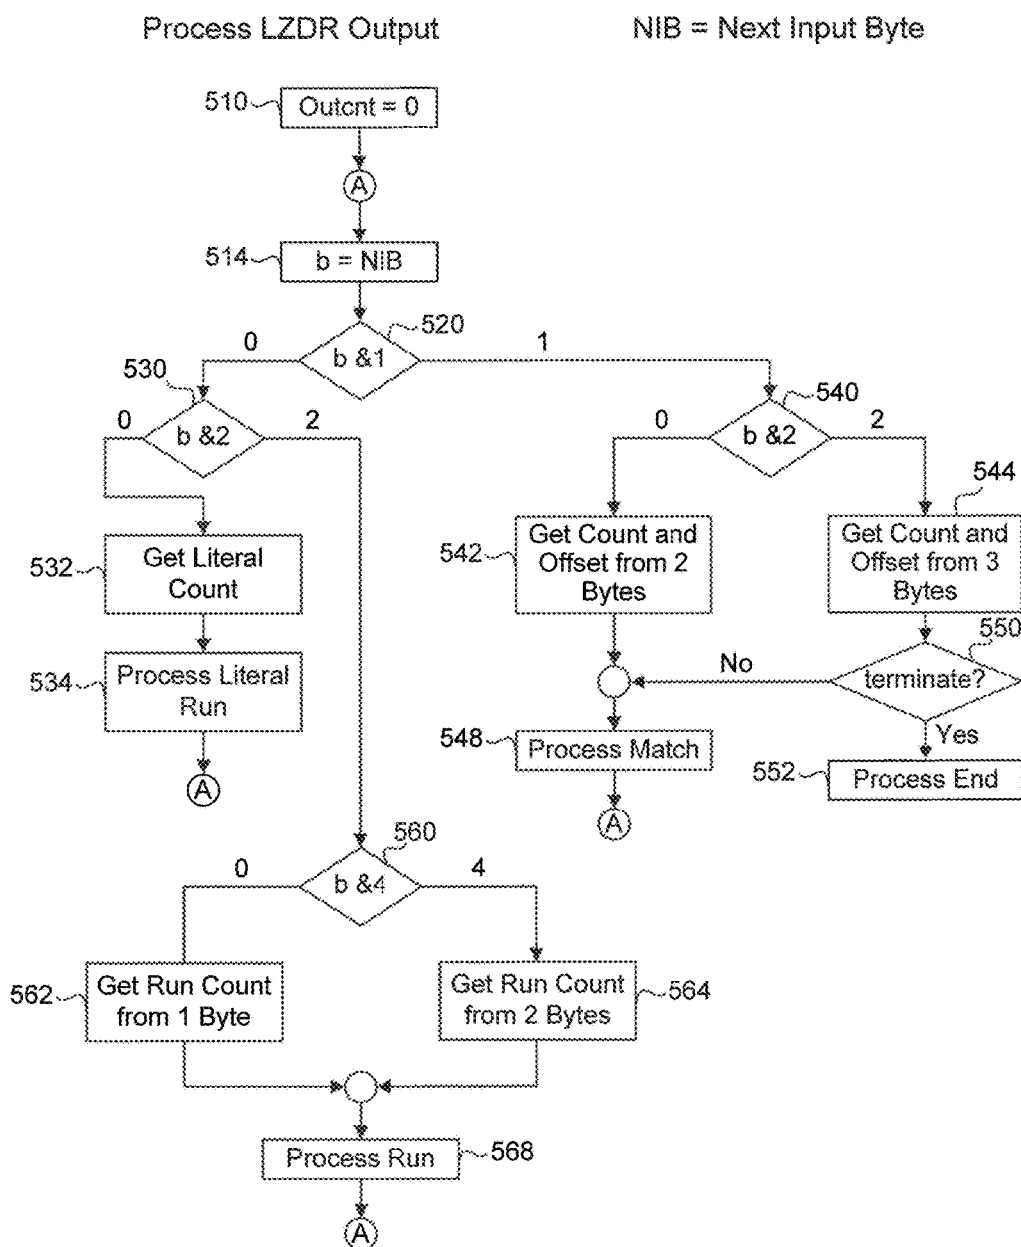 Process LZDR Output
NIB = Next Input Byte
510
Outcnt = 0
A
514
b = NIB
520
b &1
0
1
530
b &2
0
2
540
b &2
0
2
532
Get Literal
Count
542
Get Count and
Offset from 2
Bytes
544
Get Count and
Offset from 3
Bytes
534
Process Literal
Run
A
550
terminate?
No
Yes
548
Process Match
A
552
Process End
560
b &4
0
4
562
Get Run Count
from 1 Byte
564
Get Run Count
from 2 Bytes
568
Process Run
A